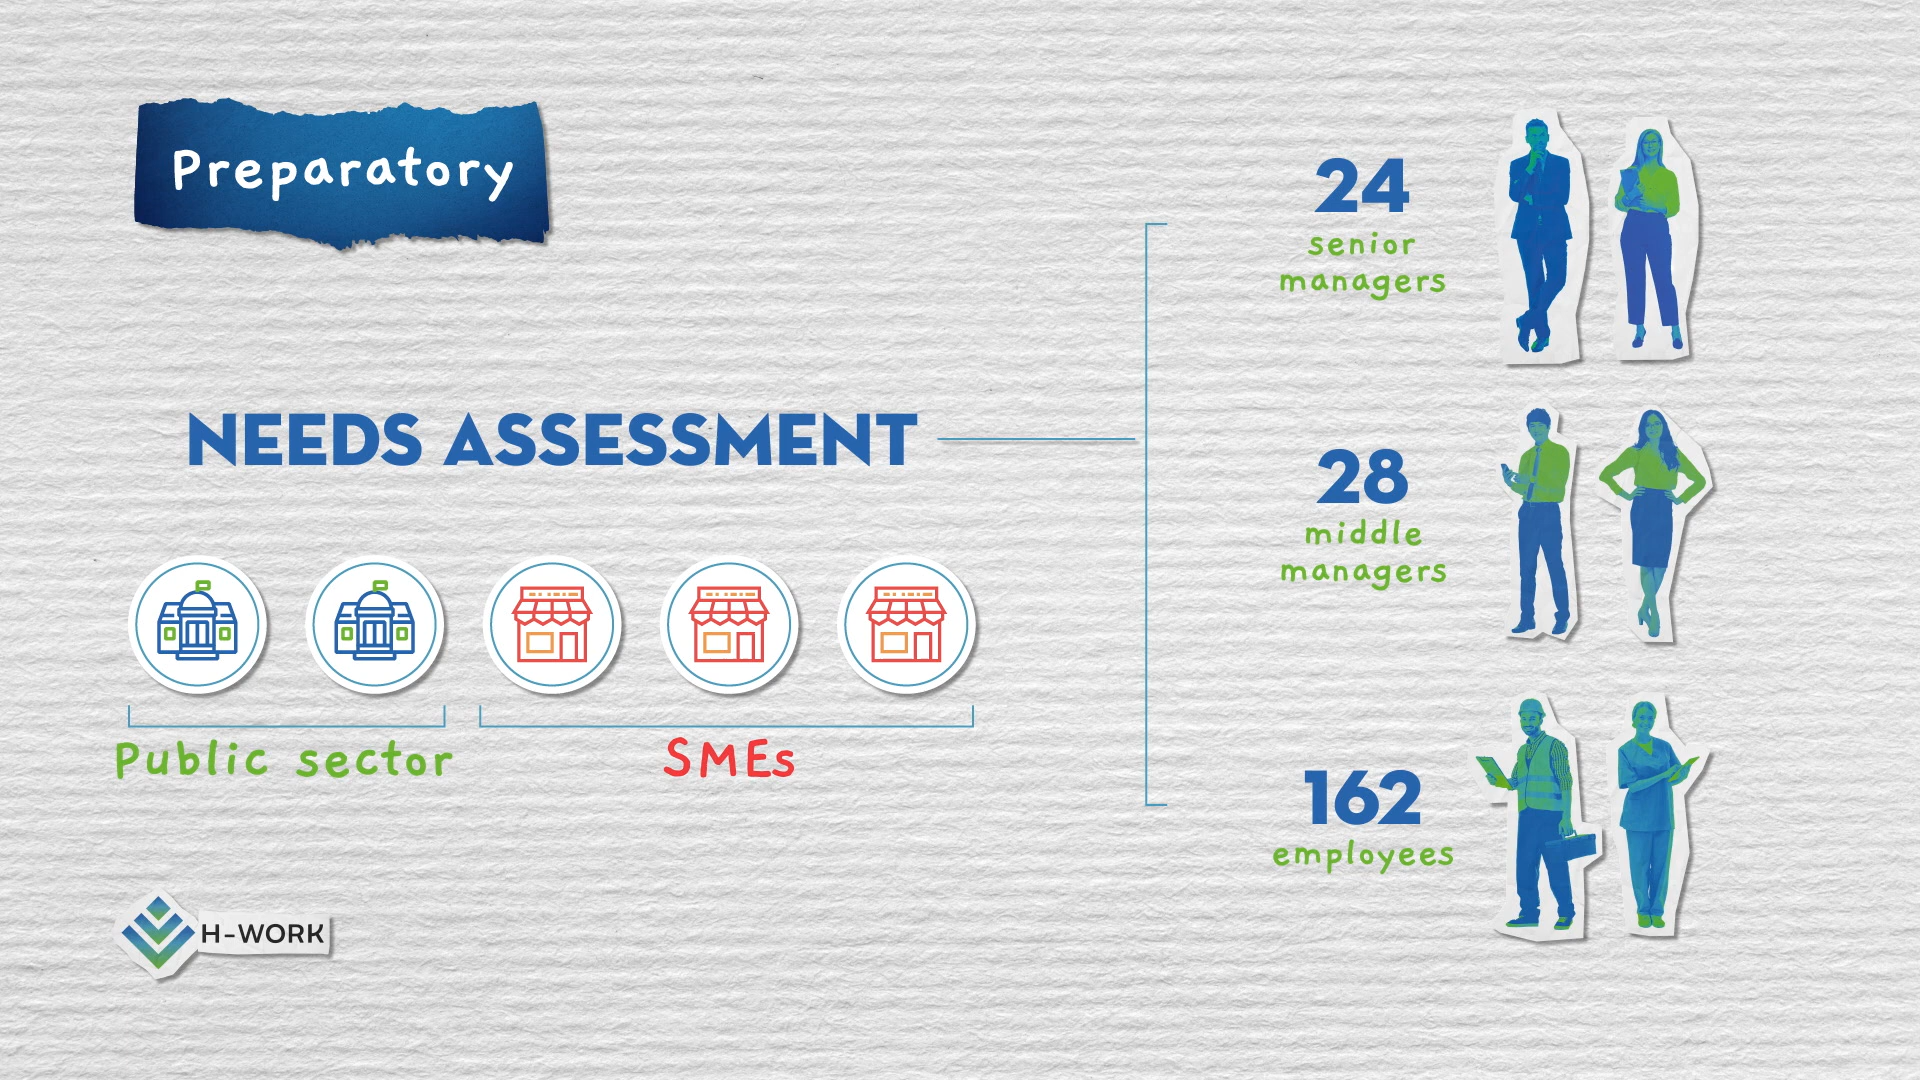 Preparatory
NEEDS ASSESSMENT
Public sector
SMEs
24
senior
managers
28
middle
managers
162
employees
H-WORK